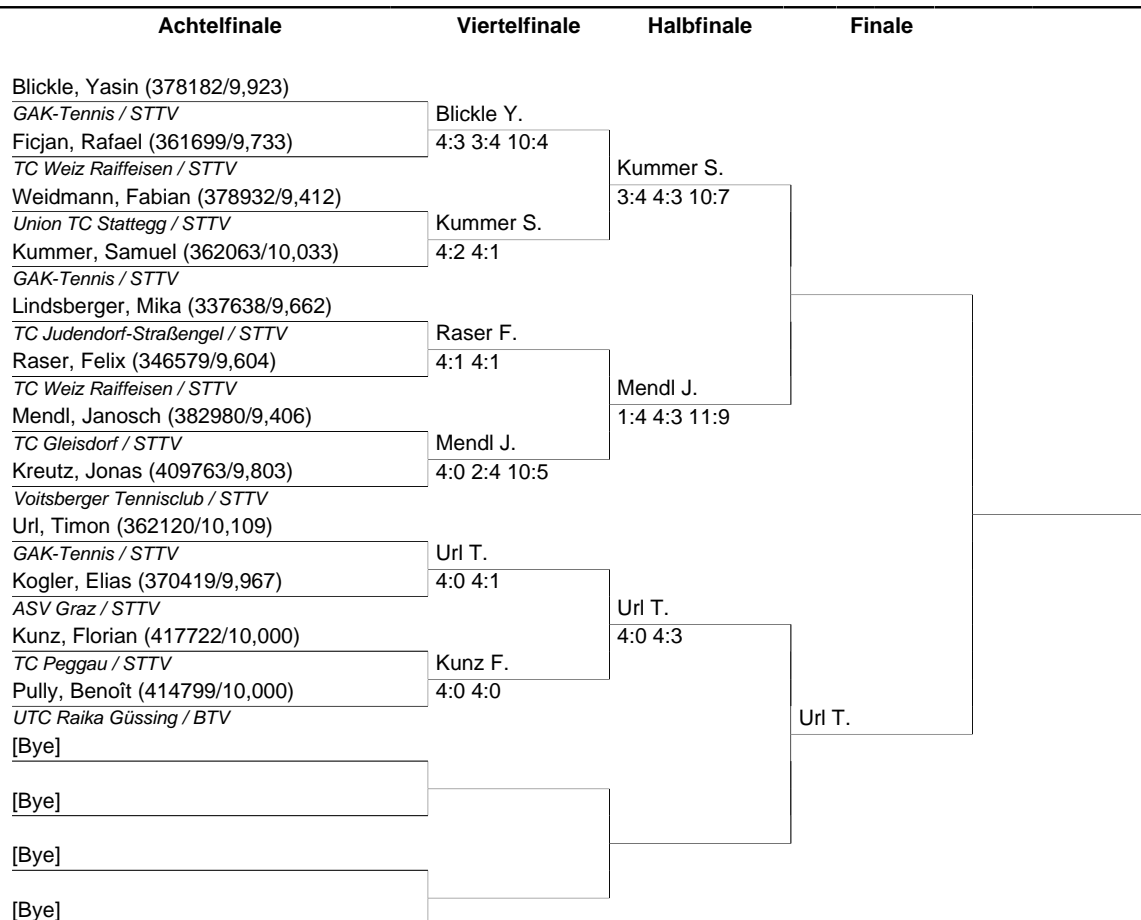 Achtelfinale Viertelfinale Halbfinale Finale
Blickle, Yasin (378182/9,923)
GAK-Tennis / STTV Blickle Y.
Ficjan, Rafael (361699/9,733) 4:3 3:4 10:4
TC Weiz Raiffeisen / STTV Kummer S.
Weidmann, Fabian (378932/9,412) 3:4 4:3 10:7
Union TC Stattegg / STTV Kummer S.
Kummer, Samuel (362063/10,033) 4:2 4:1
GAK-Tennis / STTV
Lindsberger, Mika (337638/9,662)
TC Judendorf-Straßengel / STTV Raser F.
Raser, Felix (346579/9,604) 4:1 4:1
TC Weiz Raiffeisen / STTV Mendl J.
Mendl, Janosch (382980/9,406) 1:4 4:3 11:9
TC Gleisdorf / STTV Mendl J.
Kreutz, Jonas (409763/9,803) 4:0 2:4 10:5
Voitsberger Tennisclub / STTV
Url, Timon (362120/10,109)
GAK-Tennis / STTV Url T.
Kogler, Elias (370419/9,967) 4:0 4:1
ASV Graz / STTV Url T.
Kunz, Florian (417722/10,000) 4:0 4:3
TC Peggau / STTV Kunz F.
Pully, Benoît (414799/10,000) 4:0 4:0
UTC Raika Güssing / BTV Url T.
[Bye]
[Bye]
[Bye]
[Bye]